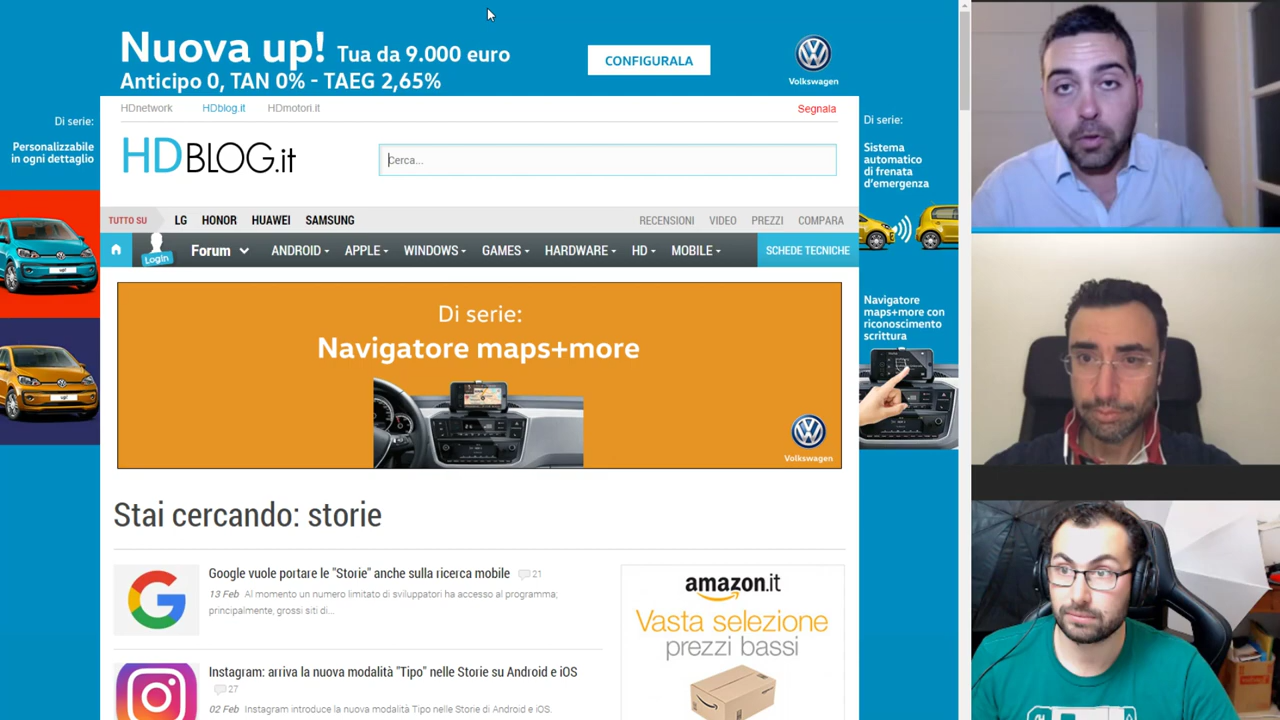 Nuova up! Tua da 9.000 euro
Anticipo 0, TAN 0% - TAEG 2,65%
CONFIGURALA
Volkswagen
HDnetwork HDblog.it HDmotori.it Segnala
Di serie:
Personalizzabile
in ogni dettaglio
HDBLOG.it
Cerca...
Di serie:
Sistema
automatico
di frenata
d'emergenza
TUTTO SU LG HONOR HUAWEI SAMSUNG RECENSIONI VIDEO PREZZI COMPARA
Login Forum ANDROID APPLE WINDOWS GAMES HARDWARE HD MOBILE SCHEDE TECNICHE
Di serie:
Navigatore maps+more
Volkswagen
Navigatore
maps+more con
riconoscimento
scrittura
Stai cercando: storie
Google vuole portare le "Storie" anche sulla ricerca mobile 21
13 Feb Al momento un numero limitato di sviluppatori ha accesso al programma;
principalmente, grossi siti di...
Instagram: arriva la nuova modalità "Tipo" nelle Storie su Android e iOS
27
02 Feb Instagram introduce la nuova modalità Tipo nelle Storie di Android e iOS.
amazon.it
Vasta selezione
prezzi bassi